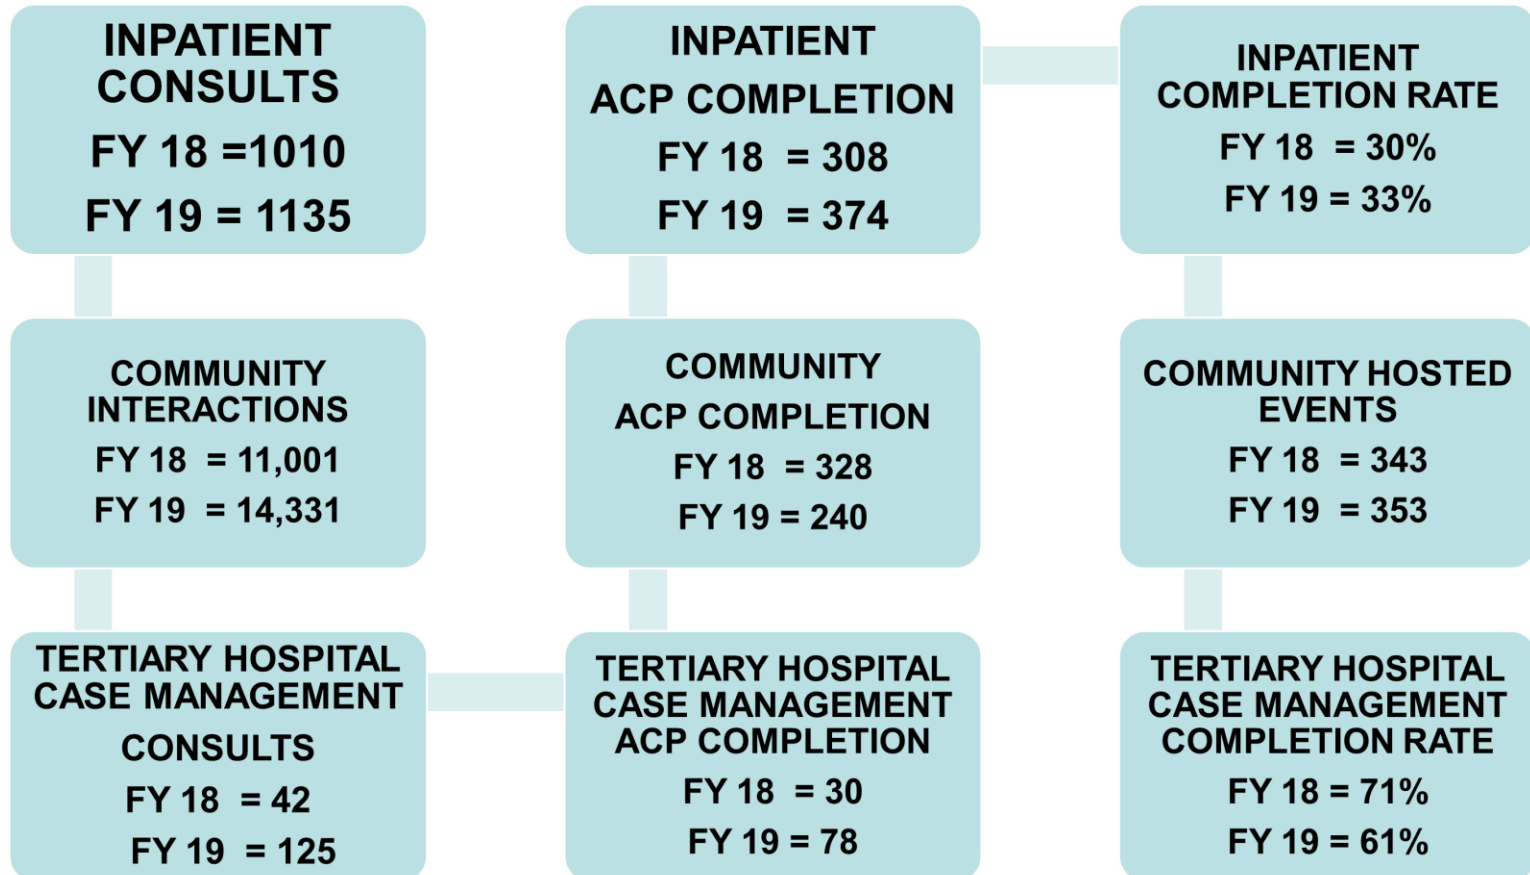 INPATIENT
CONSULTS
FY 18 =1010
FY 19 = 1135
COMMUNITY
INTERACTIONS
FY 18 = 11,001
FY 19 = 14,331
TERTIARY HOSPITAL
CASE MANAGEMENT
CONSULTS
FY 18 = 42
FY 19 = 125
TERTIARY HOSPITAL
CASE MANAGEMENT
ACP COMPLETION
FY 18 = 30
FY 19 = 78
COMMUNITY
ACP COMPLETION
FY 18 = 328
FY 19 = 240
INPATIENT
ACP COMPLETION
FY 18 = 308
FY 19 = 374
INPATIENT
COMPLETION RATE
FY 18 = 30%
FY 19 = 33%
COMMUNITY HOSTED
EVENTS
FY 18 = 343
FY 19 = 353
TERTIARY HOSPITAL
CASE MANAGEMENT
COMPLETION RATE
FY 18 = 71%
FY 19 = 61%